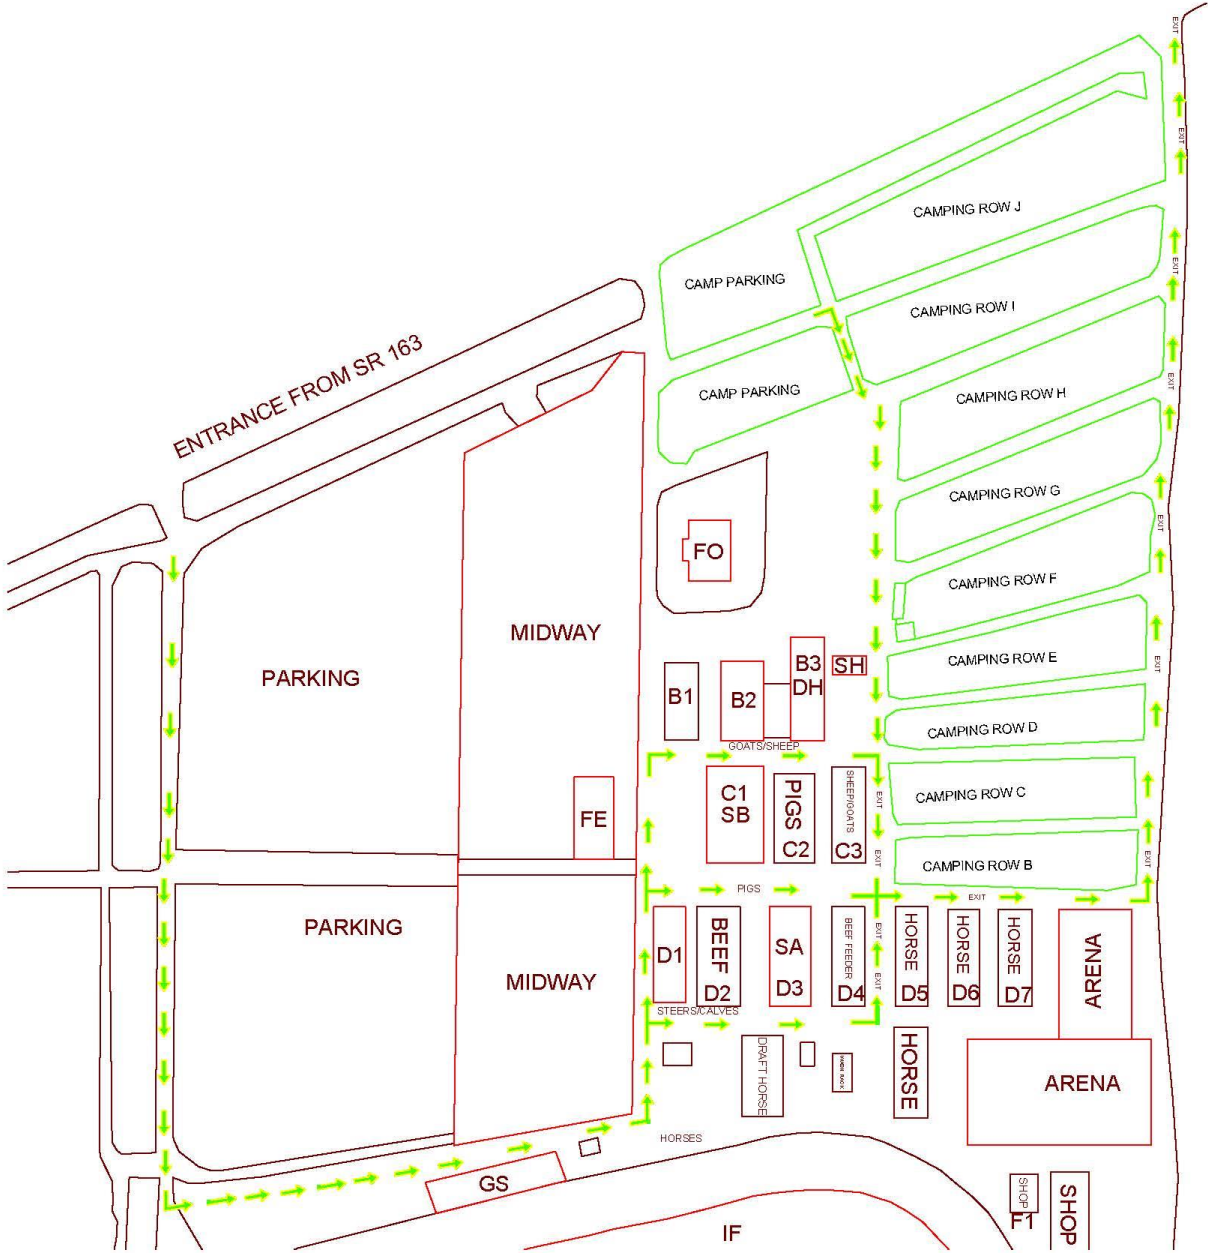 EXIT
EXIT
EXIT
CAMPING ROW J
EXIT
CAMP PARKING
CAMPING ROW I
ENTRANCE FROM SR 163
EXIT
CAMP PARKING
CAMPING ROW H
CAMPING ROW G
EXIT
FO
CAMPING ROW F
MIDWAY
CAMPING ROW E
EXIT
B3
DH
SH
PARKING
B1
B2
CAMPING ROW D
GOATS/SHEEP
C1
SB
PIGS
C2
SHEEP/GOATS
C3
EXIT
CAMPING ROW C
FE
EXIT
CAMPING ROW B
EXIT
PIGS
EXIT
PARKING
D1
BEEF
D2
SA
D3
BEEF FEEDER
D4
EXIT
EXIT
HORSE
D5
HORSE
D6
HORSE
D7
ARENA
MIDWAY
STEERS/CALVES
DRAFT HORSE
WASH RACK
HORSE
ARENA
HORSES
GS
SHOP
F1
SHOP
IF